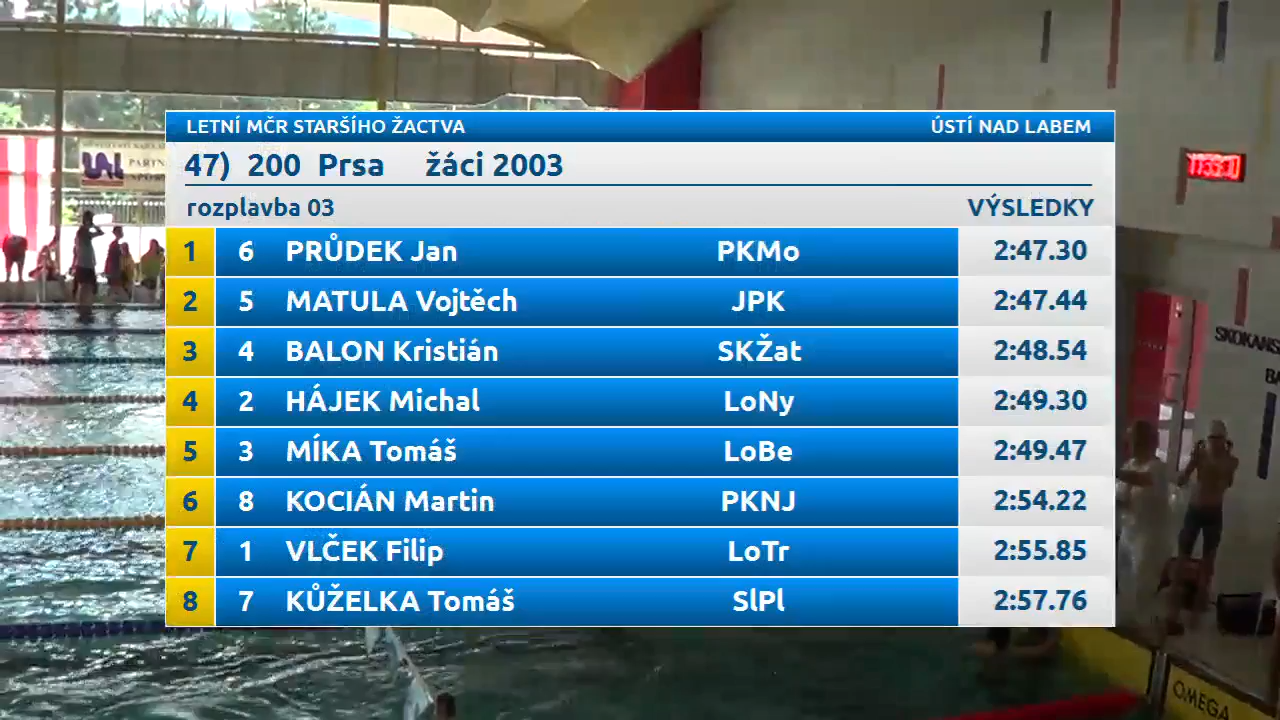 LETNÍ MČR STARŠÍHO ŽACTVA ÚSTÍ NAD LABEM
47) 200 Prsa žáci 2003
rozplavba 03 VÝSLEDKY
1 6 PRŮDEK Jan PKMo 2:47.30
2 5 MATULA Vojtěch JPK 2:47.44
3 4 BALON Kristián SKŽat 2:48.54
4 2 HÁJEK Michal LoNy 2:49.30
5 3 MÍKA Tomáš LoBe 2:49.47
6 8 KOCIÁN Martin PKNJ 2:54.22
7 1 VLČEK Filip LoTr 2:55.85
8 7 KŮŽELKA Tomáš SlPl 2:57.76
SKOKANS
BA
OMEGA